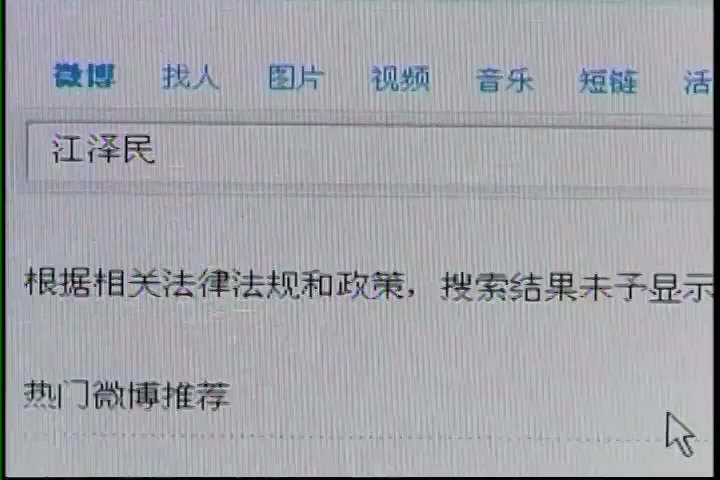 微博 找人 图片 视频 音乐 短链 活
江泽民
根据相关法律法规和政策，搜索结果未予显示
热门微博推荐